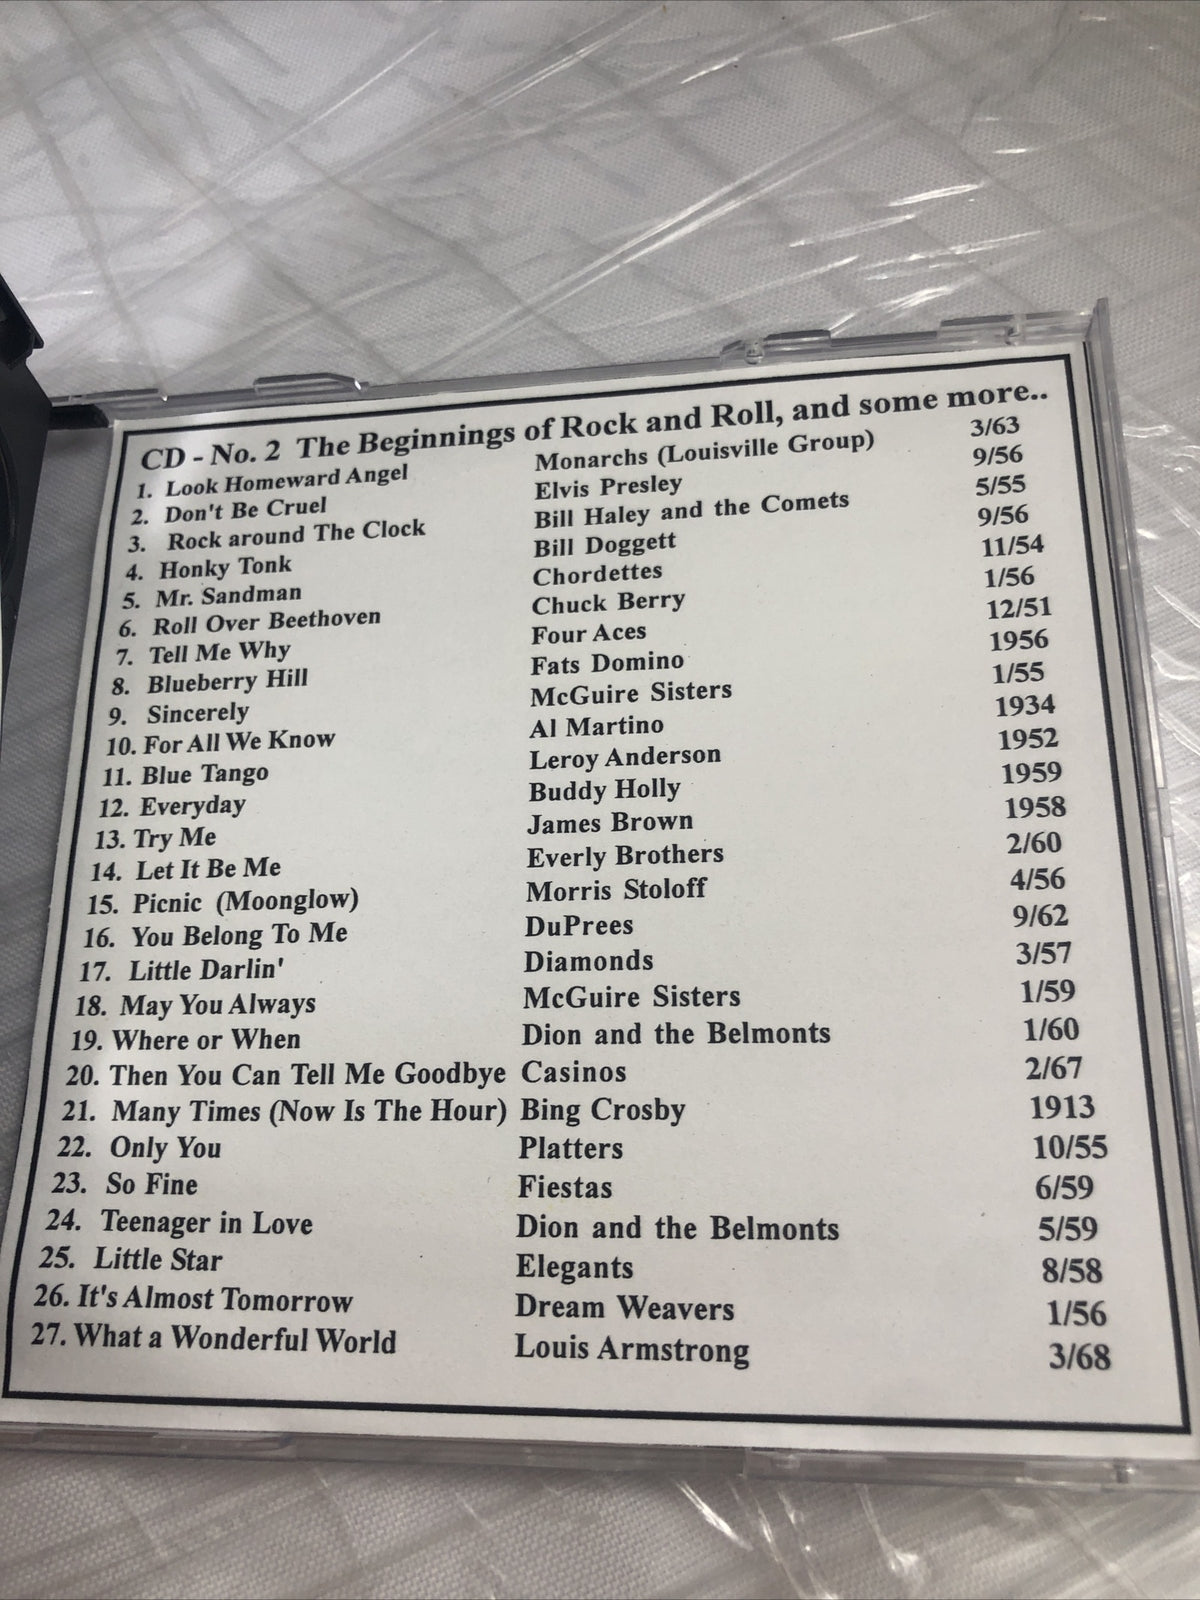 CD - No. 2 The Beginnings of Rock and Roll, and some more..
1. Look Homeward Angel Monarchs (Louisville Group) 3/63
2. Don't Be Cruel Elvis Presley 9/56
3. Rock around The Clock Bill Haley and the Comets 5/55
4. Honky Tonk Bill Doggett 9/56
5. Mr. Sandman Chordettes 11/54
6. Roll Over Beethoven Chuck Berry 1/56
7. Tell Me Why Four Aces 12/51
8. Blueberry Hill Fats Domino 1956
9. Sincerely McGuire Sisters 1/55
10. For All We Know Al Martino 1934
11. Blue Tango Leroy Anderson 1952
12. Everyday Buddy Holly 1959
13. Try Me James Brown 1958
14. Let It Be Me Everly Brothers 2/60
15. Picnic (Moonglow) Morris Stoloff 4/56
16. You Belong To Me DuPrees 9/62
17. Little Darlin' Diamonds 3/57
18. May You Always McGuire Sisters 1/59
19. Where or When Dion and the Belmonts 1/60
20. Then You Can Tell Me Goodbye Casinos 2/67
21. Many Times (Now Is The Hour) Bing Crosby 1913
22. Only You Platters 10/55
23. So Fine Fiestas 6/59
24. Teenager in Love Dion and the Belmonts 5/59
25. Little Star Elegants 8/58
26. It's Almost Tomorrow Dream Weavers 1/56
27. What a Wonderful World Louis Armstrong 3/68